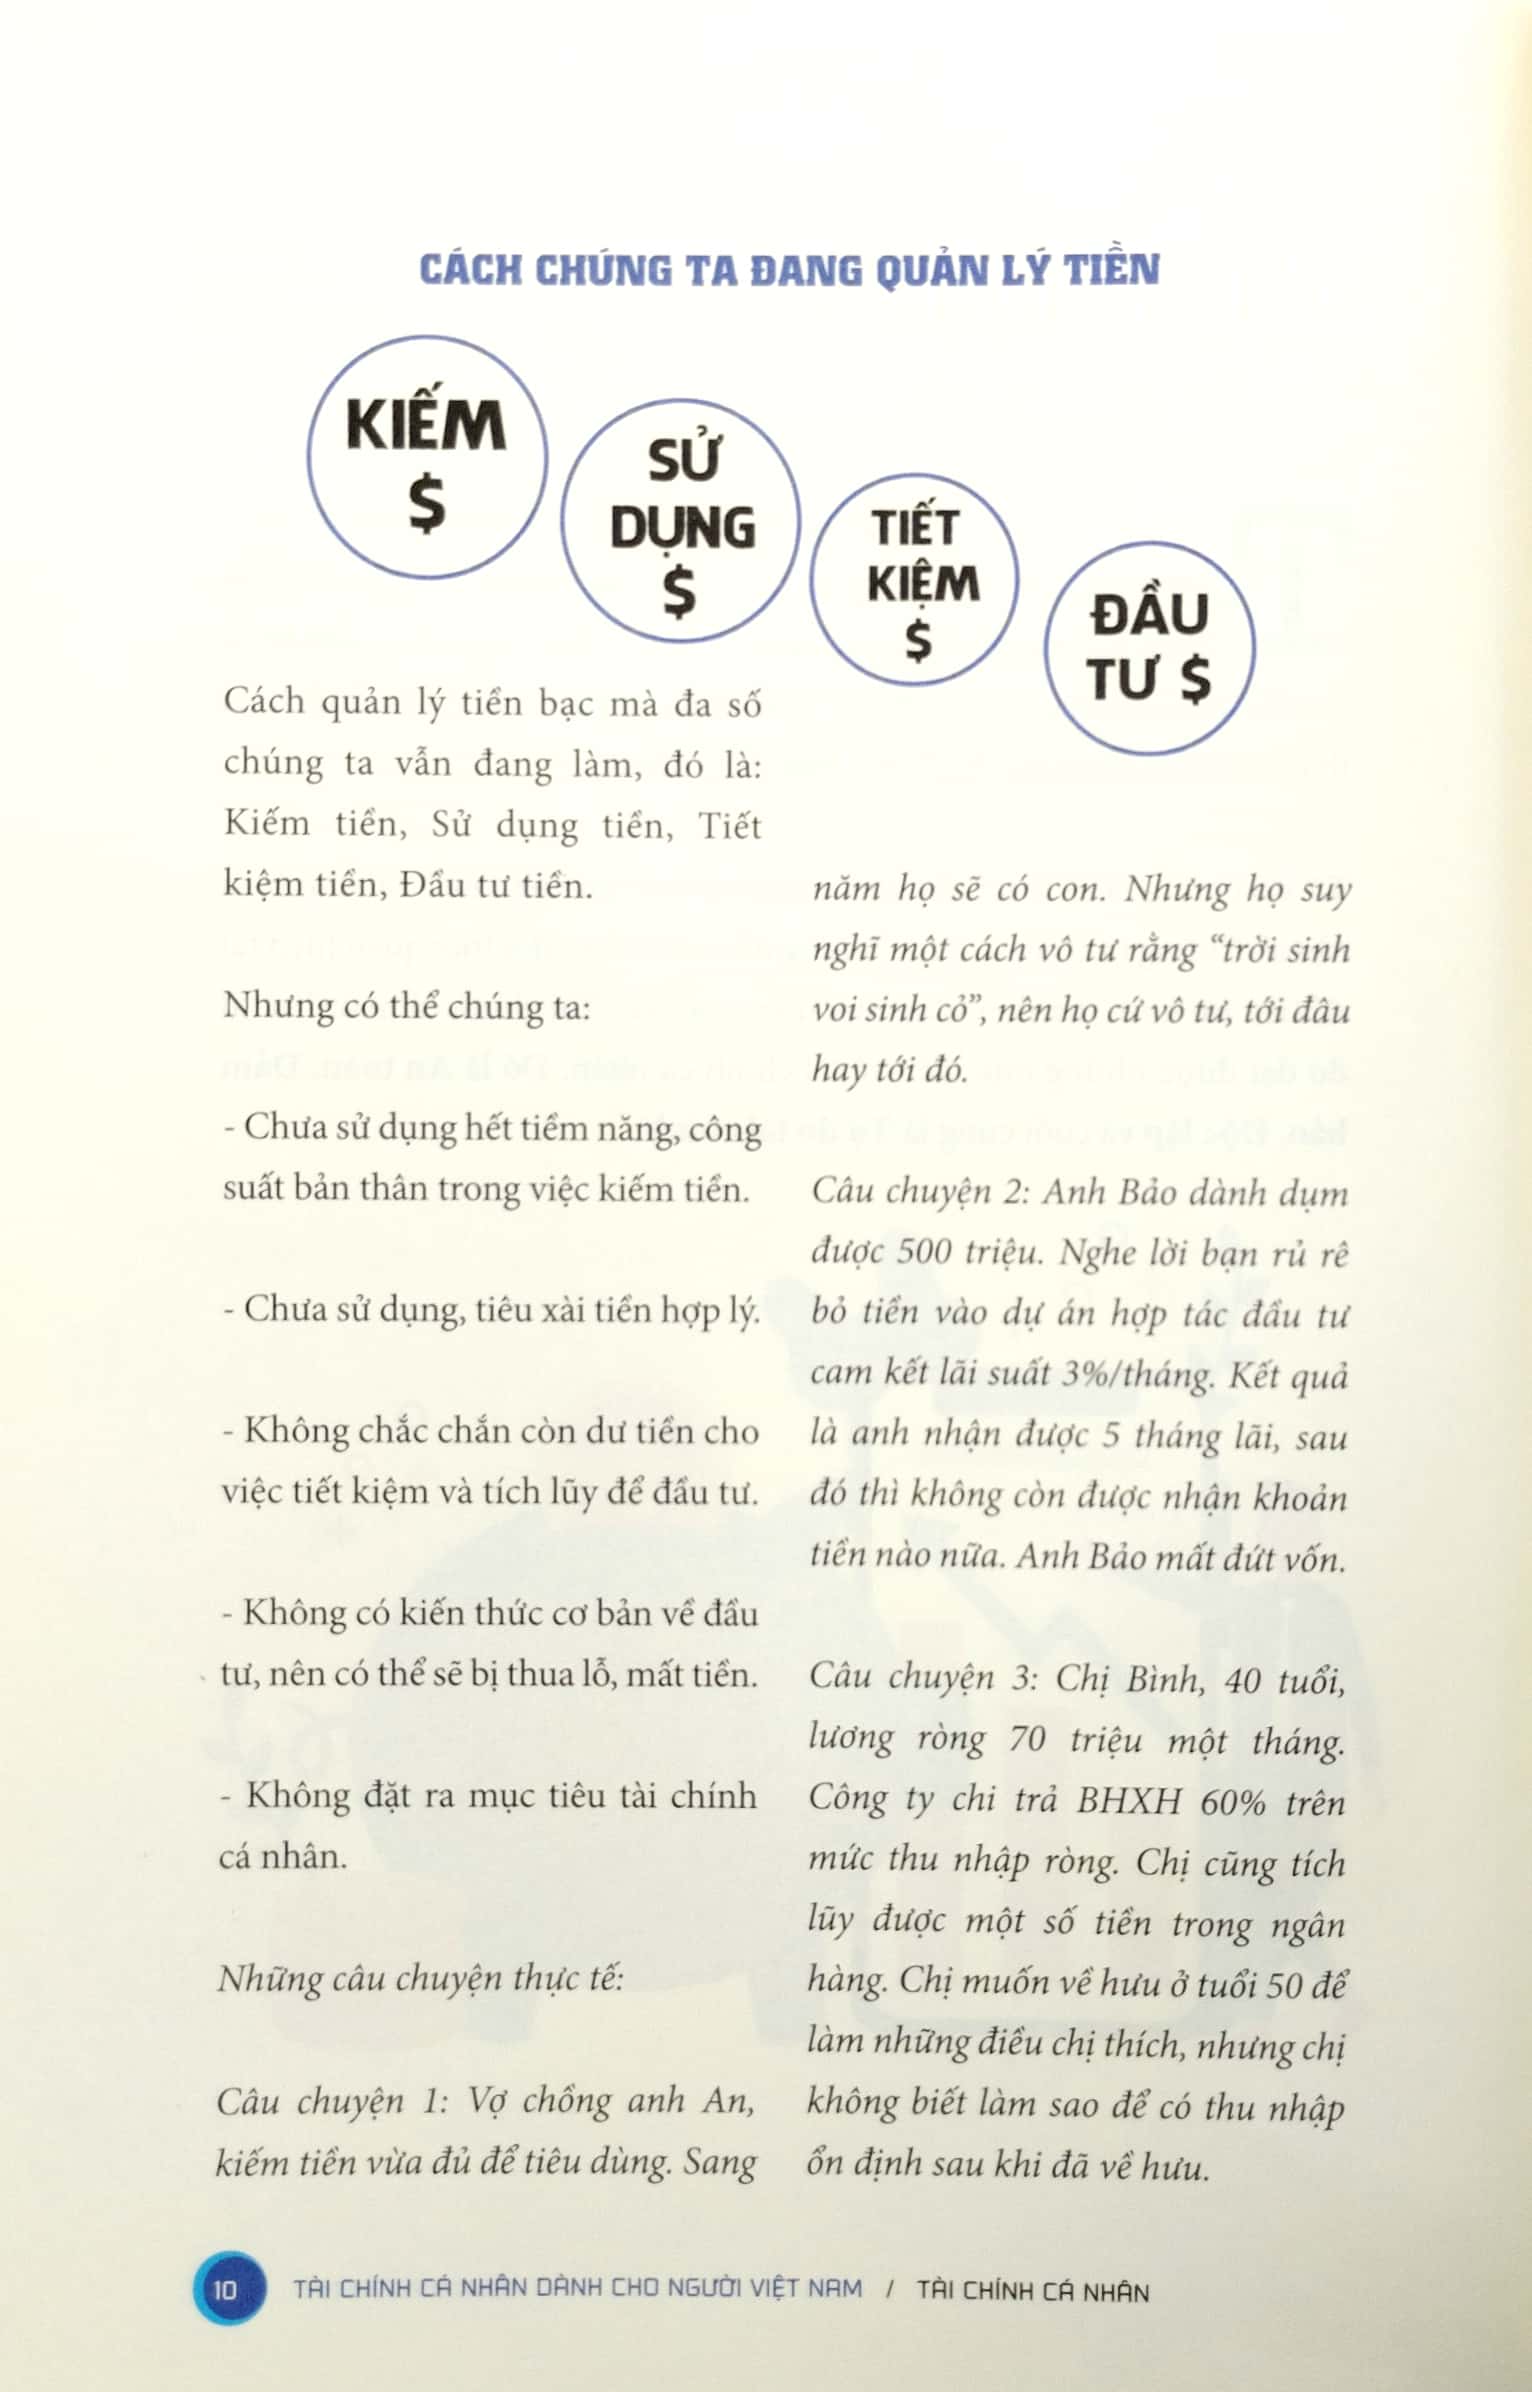 CÁCH CHÚNG TA ĐANG QUẢN LÝ TIỀN
KIẾM
$
SỬ
DỤNG
$
TIẾT
KIỆM
$
ĐẦU
TƯ $
Cách quản lý tiền bạc mà đa số
chúng ta vẫn đang làm, đó là:
Kiếm tiền, Sử dụng tiền, Tiết
kiệm tiền, Đầu tư tiền.
Nhưng có thể chúng ta:
- Chưa sử dụng hết tiềm năng, công
suất bản thân trong việc kiếm tiền.
- Chưa sử dụng, tiêu xài tiền hợp lý.
- Không chắc chắn còn dư tiền cho
việc tiết kiệm và tích lũy để đầu tư.
- Không có kiến thức cơ bản về đầu
tư, nên có thể sẽ bị thua lỗ, mất tiền.
- Không đặt ra mục tiêu tài chính
cá nhân.
Những câu chuyện thực tế:
Câu chuyện 1: Vợ chồng anh An,
kiếm tiền vừa đủ để tiêu dùng. Sang
năm họ sẽ có con. Nhưng họ suy
nghĩ một cách vô tư rằng “trời sinh
voi sinh cỏ”, nên họ cứ vô tư, tới đâu
hay tới đó.
Câu chuyện 2: Anh Bảo dành dụm
được 500 triệu. Nghe lời bạn rủ rê
bỏ tiền vào dự án hợp tác đầu tư
cam kết lãi suất 3%/tháng. Kết quả
là anh nhận được 5 tháng lãi, sau
đó thì không còn được nhận khoản
tiền nào nữa. Anh Bảo mất đứt vốn.
Câu chuyện 3: Chị Bình, 40 tuổi,
lương ròng 70 triệu một tháng.
Công ty chi trả BHXH 60% trên
mức thu nhập ròng. Chị cũng tích
lũy được một số tiền trong ngân
hàng. Chị muốn về hưu ở tuổi 50 để
làm những điều chị thích, nhưng chị
không biết làm sao để có thu nhập
ổn định sau khi đã về hưu.
10 TÀI CHÍNH CÁ NHÂN DÀNH CHO NGƯỜI VIỆT NAM / TÀI CHÍNH CÁ NHÂN